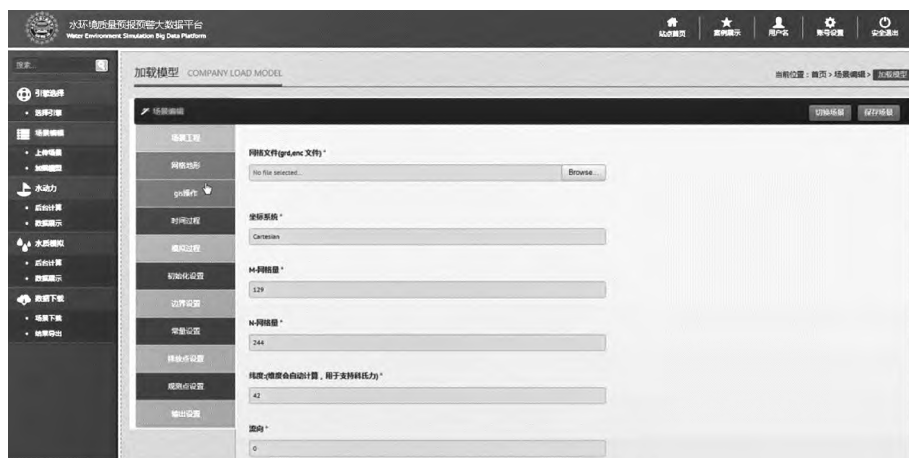 水环境质量预报预警大数据平台
Water Environment Simulation Big Data Platform
站点首页
案例展示
用户名
账号设置
安全退出
搜索...
引擎选择
选择引擎
场景编辑
上传场景
加载模型
水动力
后台计算
数据展示
水质模拟
后台计算
数据展示
数据下载
场景下载
结果导出
加载模型 COMPANY LOAD MODEL
当前位置：首页 > 场景编辑 > 加载模型
场景编辑
切换场景
保存场景
场景工程
网格地形
gri操作
时间过程
模拟过程
初始化设置
边界设置
常量设置
排放点设置
观测点设置
输出设置
网格文件(grd,enc 文件) *
No file selected...
Browse...
坐标系统 *
Cartesian
M-网格量 *
129
N-网格量 *
244
纬度:(维度会自动计算，用于支持科氏力) *
42
流向 *
0